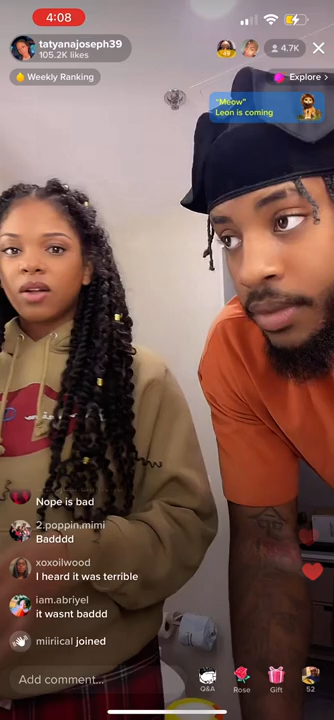 4:08
tatyanajoseph39
105.2K likes
4.7K
Weekly Ranking
Explore >
"Meow"
Leon is coming
Nope is bad
2.poppin.mimi
Badddd
xoxoilwood
I heard it was terrible
iam.abriyel
it wasnt baddd
miriical joined
Add comment...
Q&A
Rose
Gift
52